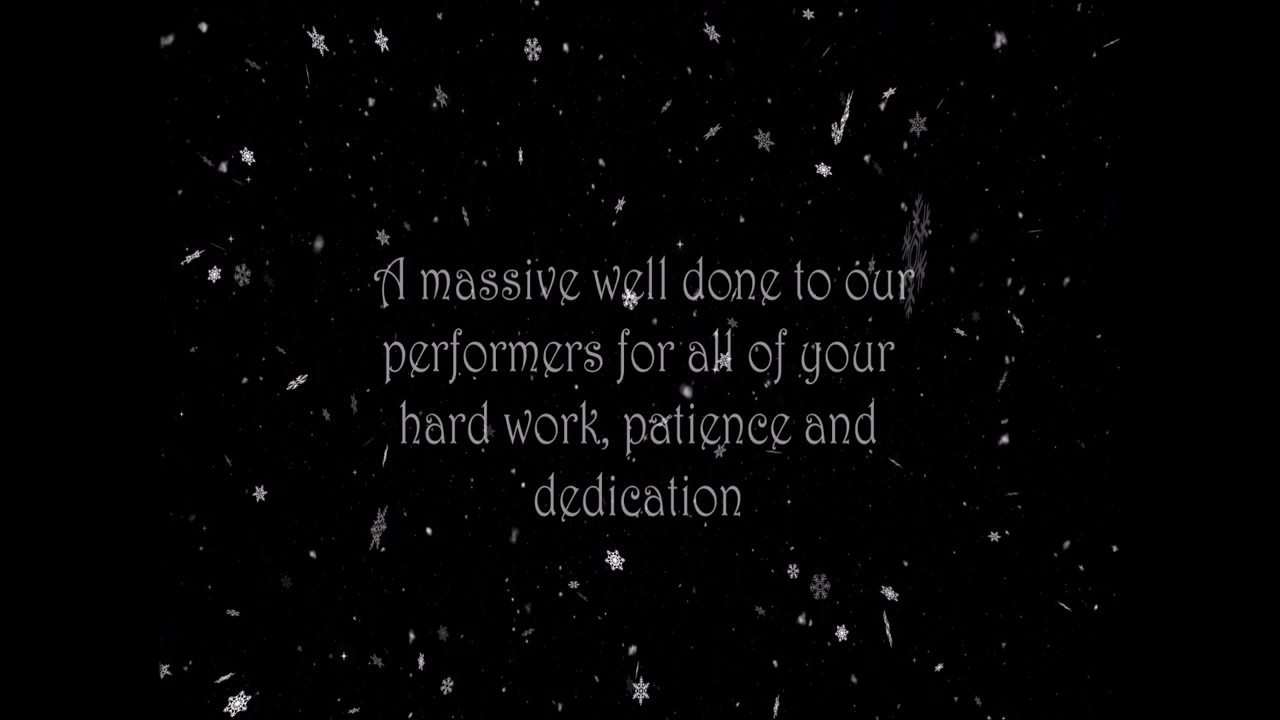 A massive well done to our
performers for all of your
hard work, patience and
dedication